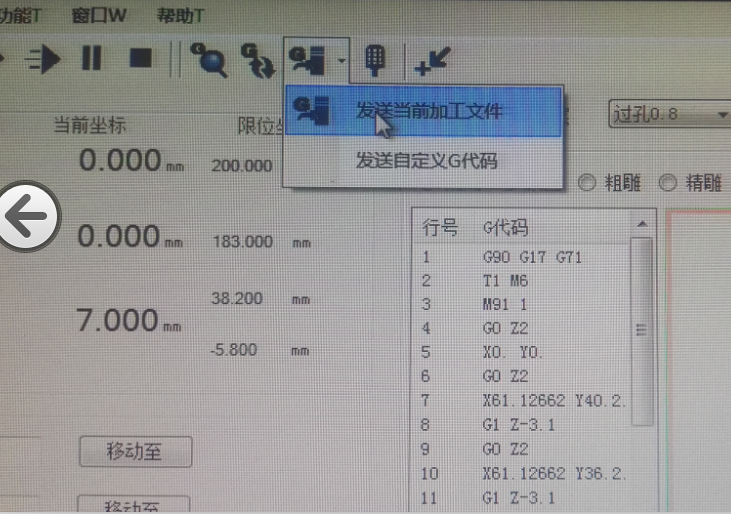 功能T 窗口W 帮助T
发送当前加工文件
过孔0.8
发送自定义G代码
当前坐标 限位
粗雕 精雕
0.000 mm 200.000
0.000 mm 183.000 mm
38.200 mm
7.000 mm
-5.800 mm
移动至
移动至
行号 G代码
1 G90 G17 G71
2 T1 M6
3 M91 1
4 G0 Z2
5 X0. Y0.
6 G0 Z2
7 X61.12662 Y40.2.
8 G1 Z-3.1
9 G0 Z2
10 X61.12662 Y36.2.
11 G1 Z-3.1